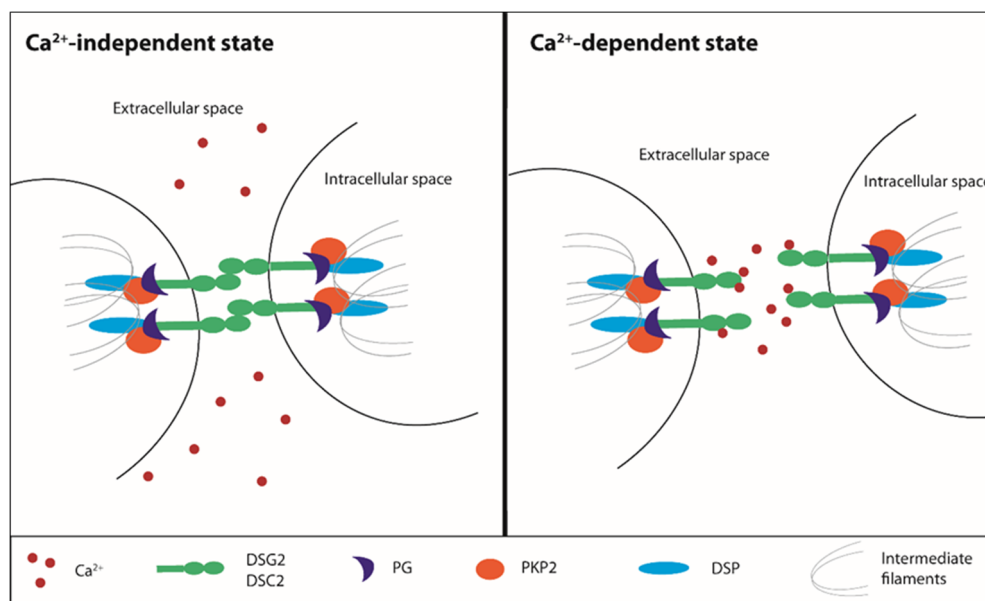 Ca²⁺-independent state
Extracellular space
Intracellular space
Ca²⁺-dependent state
Extracellular space
Intracellular space
Ca²⁺
DSG2
DSC2
PG
PKP2
DSP
Intermediate
filaments